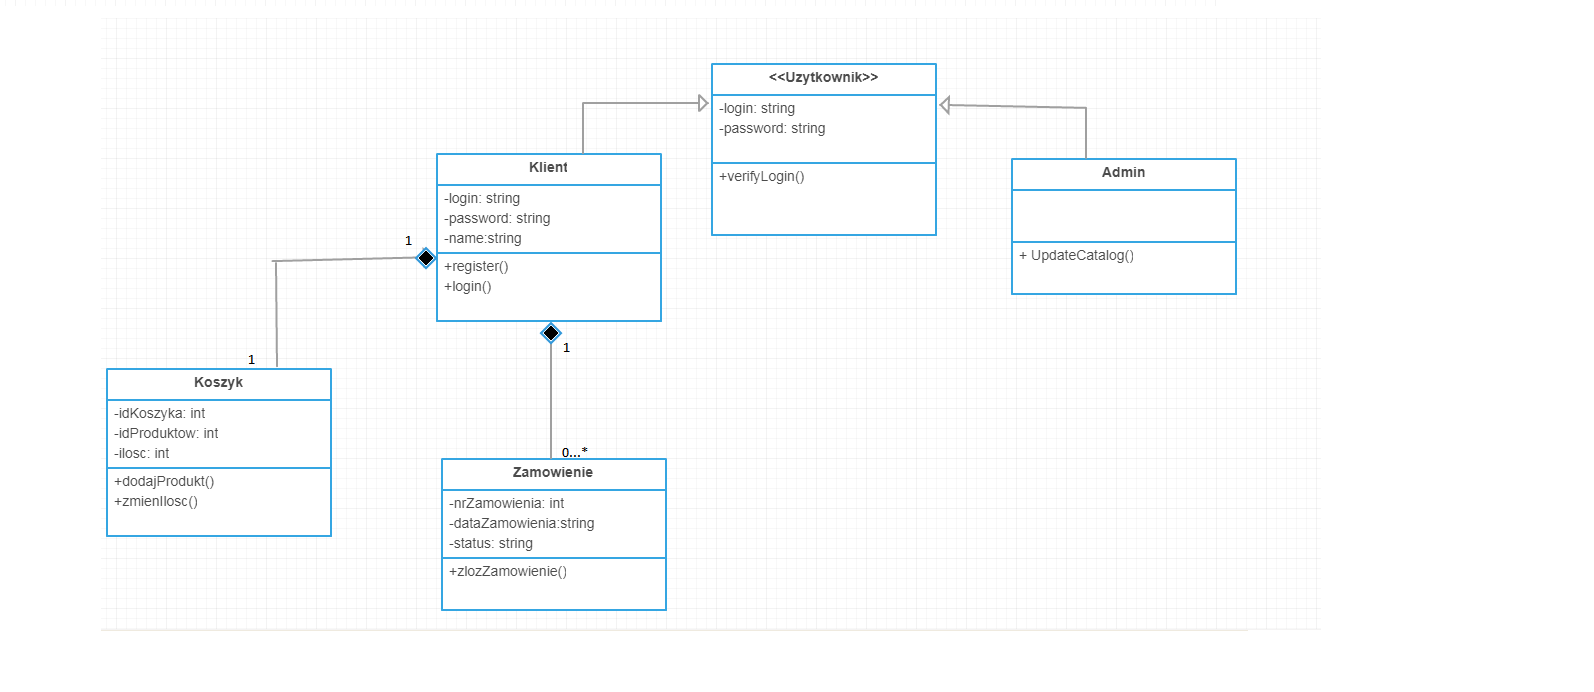 <<Uzytkownik>>
-login: string
-password: string
+verifyLogin()
Klient
-login: string
-password: string
-name:string
+register()
+login()
Admin
+ UpdateCatalog()
1
1
1
0...*
Koszyk
-idKoszyka: int
-idProduktow: int
-ilosc: int
+dodajProdukt()
+zmienIlosc()
Zamowienie
-nrZamowienia: int
-dataZamowienia:string
-status: string
+zlozZamowienie()